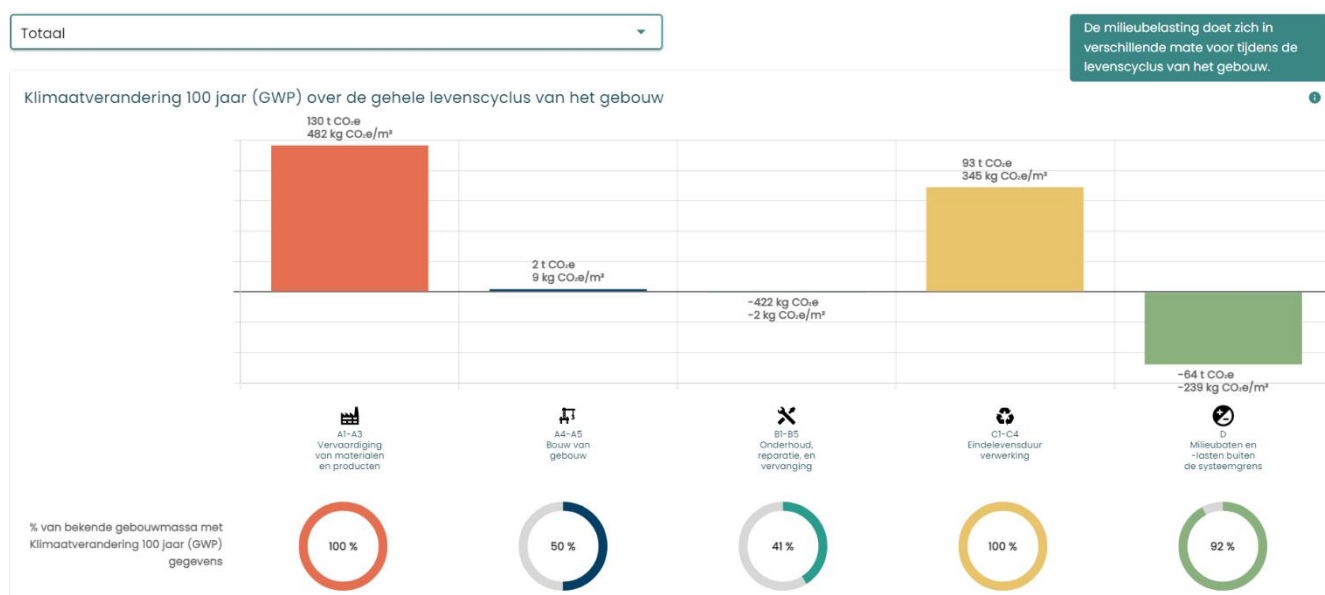 Totaal
De milieubelasting doet zich in
verschillende mate voor tijdens de
levenscyclus van het gebouw.
Klimaatverandering 100 jaar (GWP) over de gehele levenscyclus van het gebouw
130 t CO₂e
482 kg CO₂e/m²
2 t CO₂e
9 kg CO₂e/m²
-422 kg CO₂e
-2 kg CO₂e/m²
93 t CO₂e
345 kg CO₂e/m²
-64 t CO₂e
-239 kg CO₂e/m²
A1-A3
Vervaardiging
van materialen
en producten
A4-A5
Bouw van
gebouw
B1-B5
Onderhoud,
reparatie, en
vervanging
C1-C4
Eindelevensduur
verwerking
D
Milieubaten en
-lasten buiten
de systeemgrens
% van bekende gebouwmassa met
Klimaatverandering 100 jaar (GWP)
gegevens
100 %
50 %
41 %
100 %
92 %